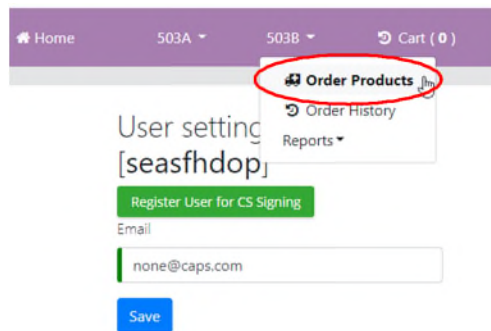 Home 503A 503B Cart ( 0 )
Order Products
Order History
Reports
User setting
[seasfhdop]
Register User for CS Signing
Email
none@caps.com
Save